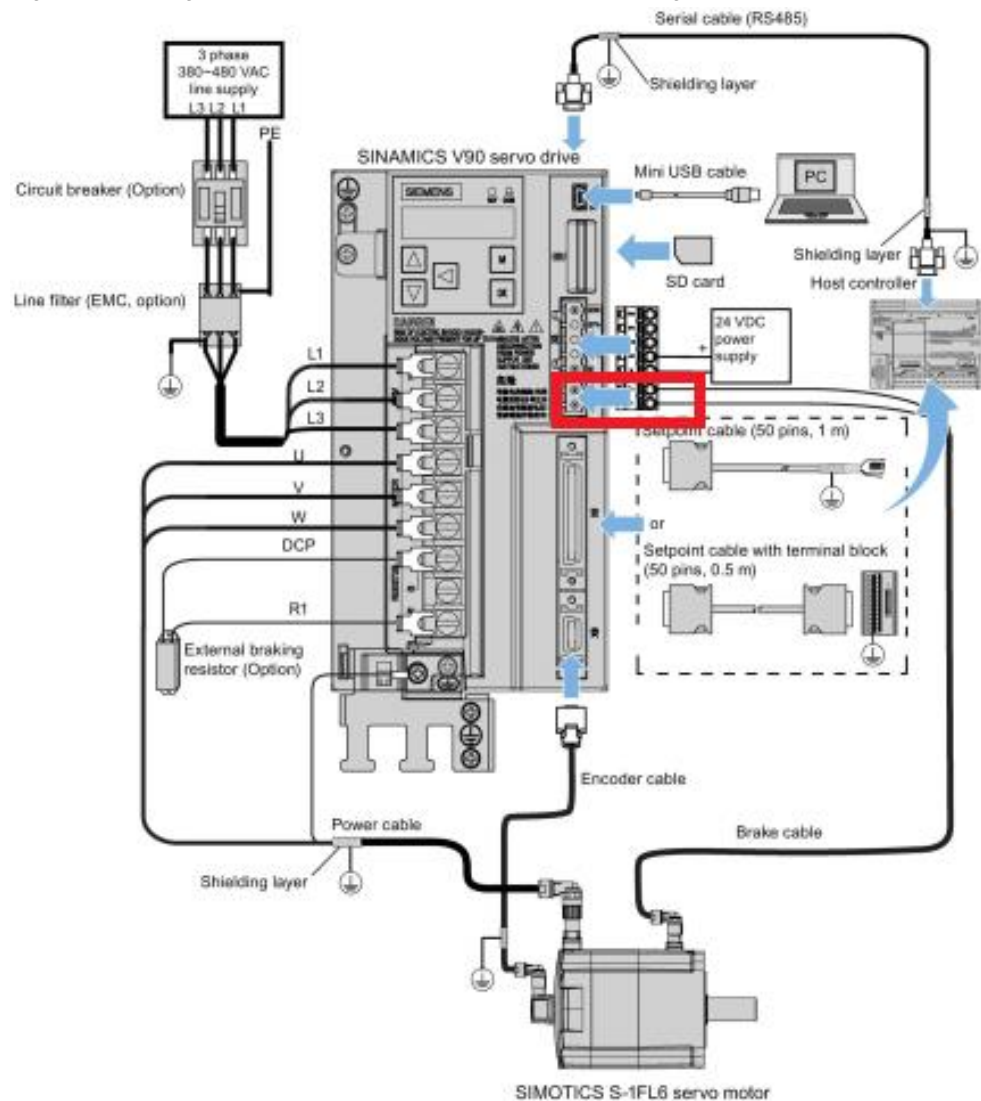 Serial cable (RS485)
3 phase
380~480 VAC
line supply
L3 L2 L1
PE
Shielding layer
SINAMICS V90 servo drive
Mini USB cable
PC
Circuit breaker (Option)
SIEMENS
M
OK
Shielding layer
SD card
Host controller
Line filter (EMC, option)
DANGER
24 VDC
power
supply
+
L1
L2
L3
Setpoint cable (50 pins, 1 m)
U
V
W
or
DCP
Setpoint cable with terminal block
(50 pins, 0.5 m)
R1
External braking
resistor (Option)
Encoder cable
Power cable
Brake cable
Shielding layer
SIMOTICS S-1FL6 servo motor